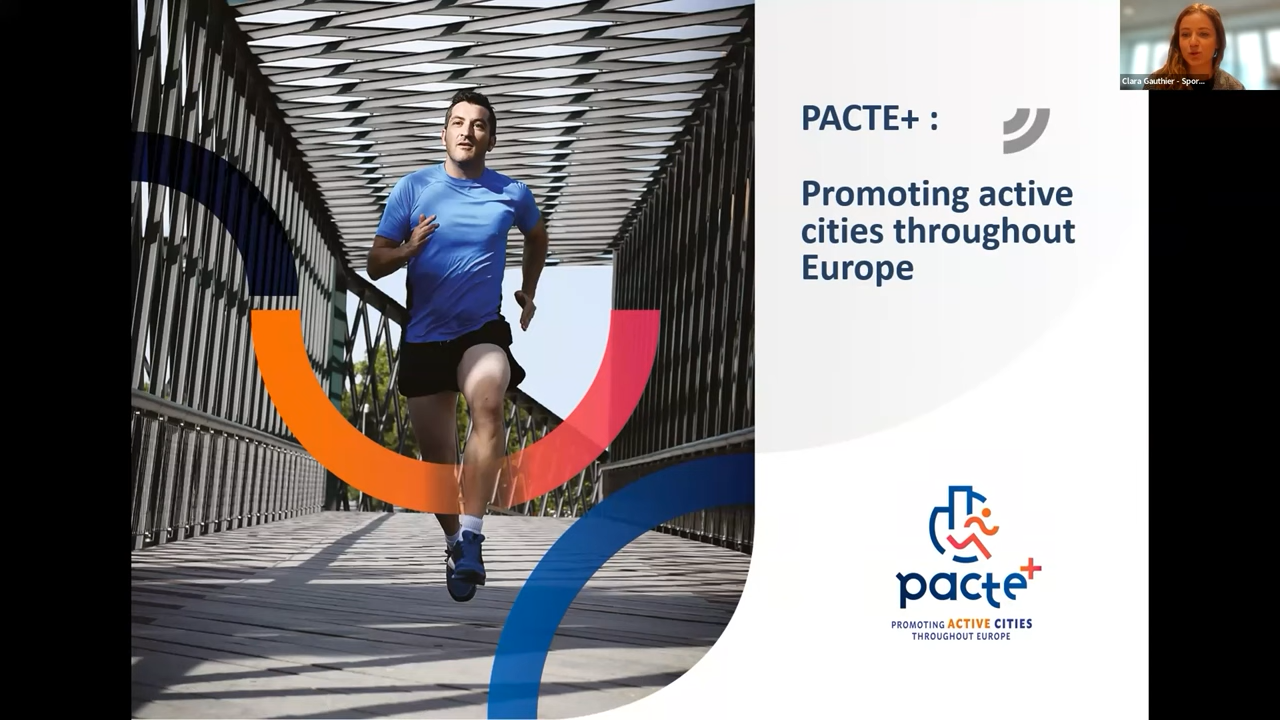 Clara Gauthier - Spor...
PACTE+ :
Promoting active
cities throughout
Europe
pacte+
PROMOTING ACTIVE CITIES
THROUGHOUT EUROPE